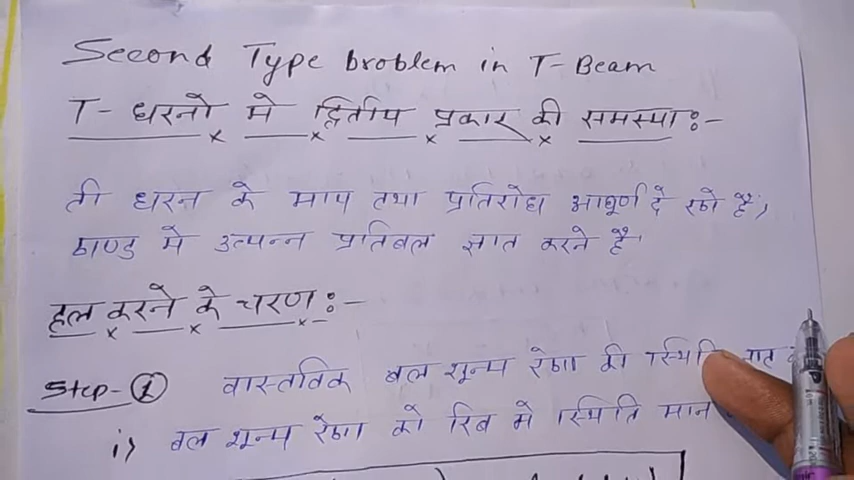 Second Type broblem in T-Beam
T- धरनो मे द्वितीय प्रकार की समस्या :-
ती धरन के माप तथा प्रतिरोध आघूर्ण दे रखे है,
खण्ड मे उत्पन्न प्रतिबल ज्ञात करने है
हल करने के चरण :-
Step-① वास्तविक बल शून्य रेखा की स्थिति
i) बल शून्य रेखा को रिब मे स्थिति मान